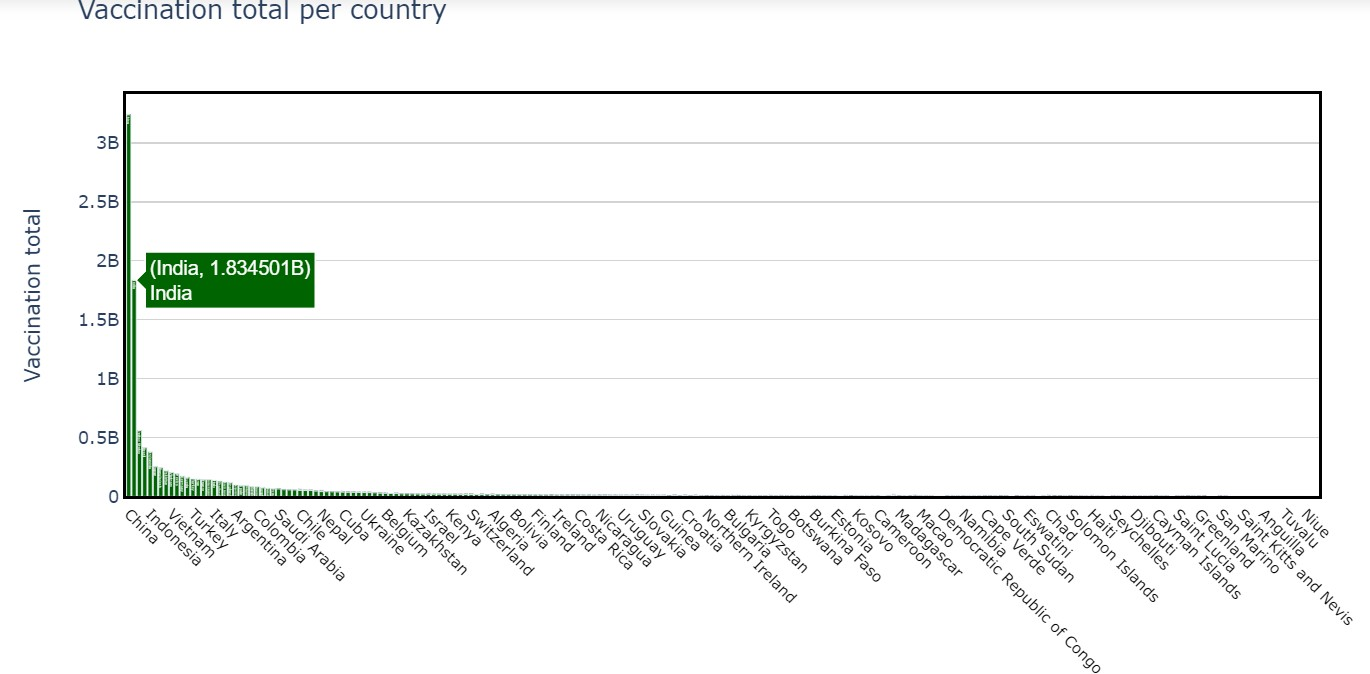 Vaccination total per country
Vaccination total
3B
2.5B
2B
1.5B
1B
0.5B
0
(India, 1.834501B)
India
China
Indonesia
Vietnam
Turkey
Italy
Argentina
Colombia
Saudi Arabia
Chile
Nepal
Cuba
Ukraine
Belgium
Kazakhstan
Israel
Kenya
Switzerland
Algeria
Bolivia
Finland
Ireland
Costa Rica
Nicaragua
Uruguay
Slovakia
Guinea
Croatia
Northern Ireland
Bulgaria
Kyrgyzstan
Togo
Botswana
Burkina Faso
Estonia
Kosovo
Cameroon
Madagascar
Macao
Democratic Republic of Congo
Namibia
Cape Verde
South Sudan
Eswatini
Chad
Solomon Islands
Haiti
Seychelles
Djibouti
Cayman Islands
Saint Lucia
Greenland
San Marino
Saint Kitts and Nevis
Anguilla
Tuvalu
Niue